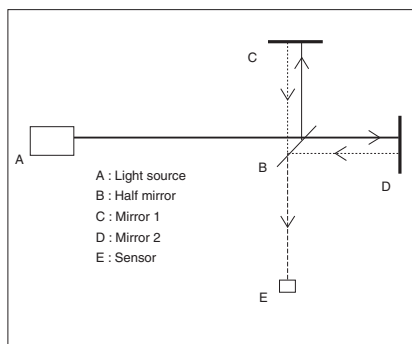 C
A
B
D
A : Light source
B : Half mirror
C : Mirror 1
D : Mirror 2
E : Sensor
E